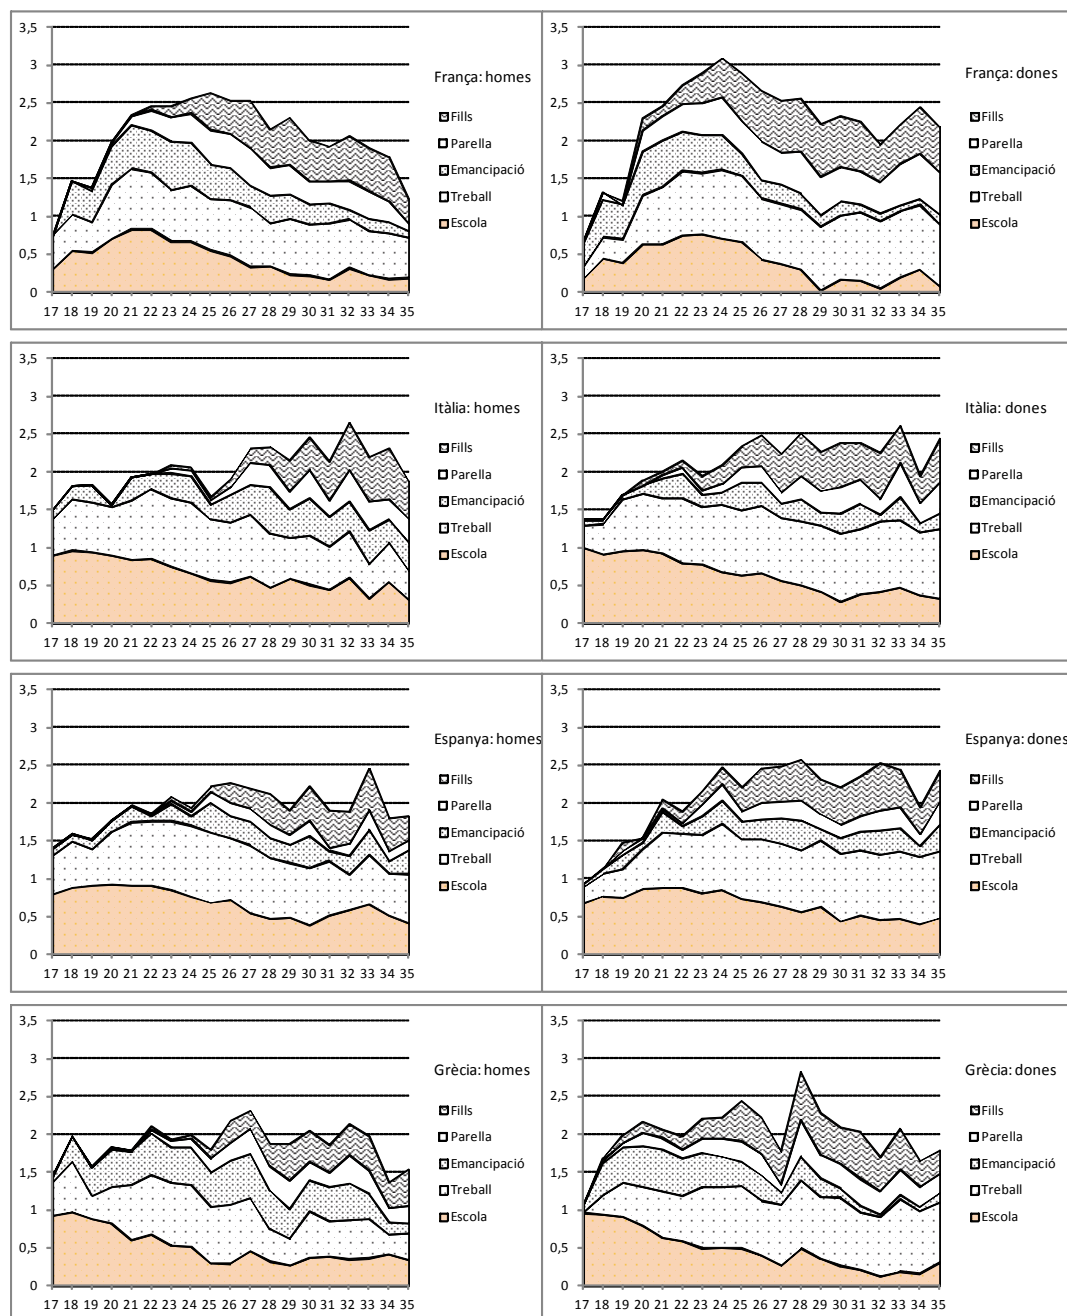 3,5
3
2,5
2
1,5
1
0,5
0
17 18 19 20 21 22 23 24 25 26 27 28 29 30 31 32 33 34 35
França: homes
Fills
Parella
Emancipació
Treball
Escola
3,5
3
2,5
2
1,5
1
0,5
0
17 18 19 20 21 22 23 24 25 26 27 28 29 30 31 32 33 34 35
França: dones
Fills
Parella
Emancipació
Treball
Escola
3,5
3
2,5
2
1,5
1
0,5
0
17 18 19 20 21 22 23 24 25 26 27 28 29 30 31 32 33 34 35
Itàlia: homes
Fills
Parella
Emancipació
Treball
Escola
3,5
3
2,5
2
1,5
1
0,5
0
17 18 19 20 21 22 23 24 25 26 27 28 29 30 31 32 33 34 35
Itàlia: dones
Fills
Parella
Emancipació
Treball
Escola
3,5
3
2,5
2
1,5
1
0,5
0
17 18 19 20 21 22 23 24 25 26 27 28 29 30 31 32 33 34 35
Espanya: homes
Fills
Parella
Emancipació
Treball
Escola
3,5
3
2,5
2
1,5
1
0,5
0
17 18 19 20 21 22 23 24 25 26 27 28 29 30 31 32 33 34 35
Espanya: dones
Fills
Parella
Emancipació
Treball
Escola
3,5
3
2,5
2
1,5
1
0,5
0
17 18 19 20 21 22 23 24 25 26 27 28 29 30 31 32 33 34 35
Grècia: homes
Fills
Parella
Emancipació
Treball
Escola
3,5
3
2,5
2
1,5
1
0,5
0
17 18 19 20 21 22 23 24 25 26 27 28 29 30 31 32 33 34 35
Grècia: dones
Fills
Parella
Emancipació
Treball
Escola